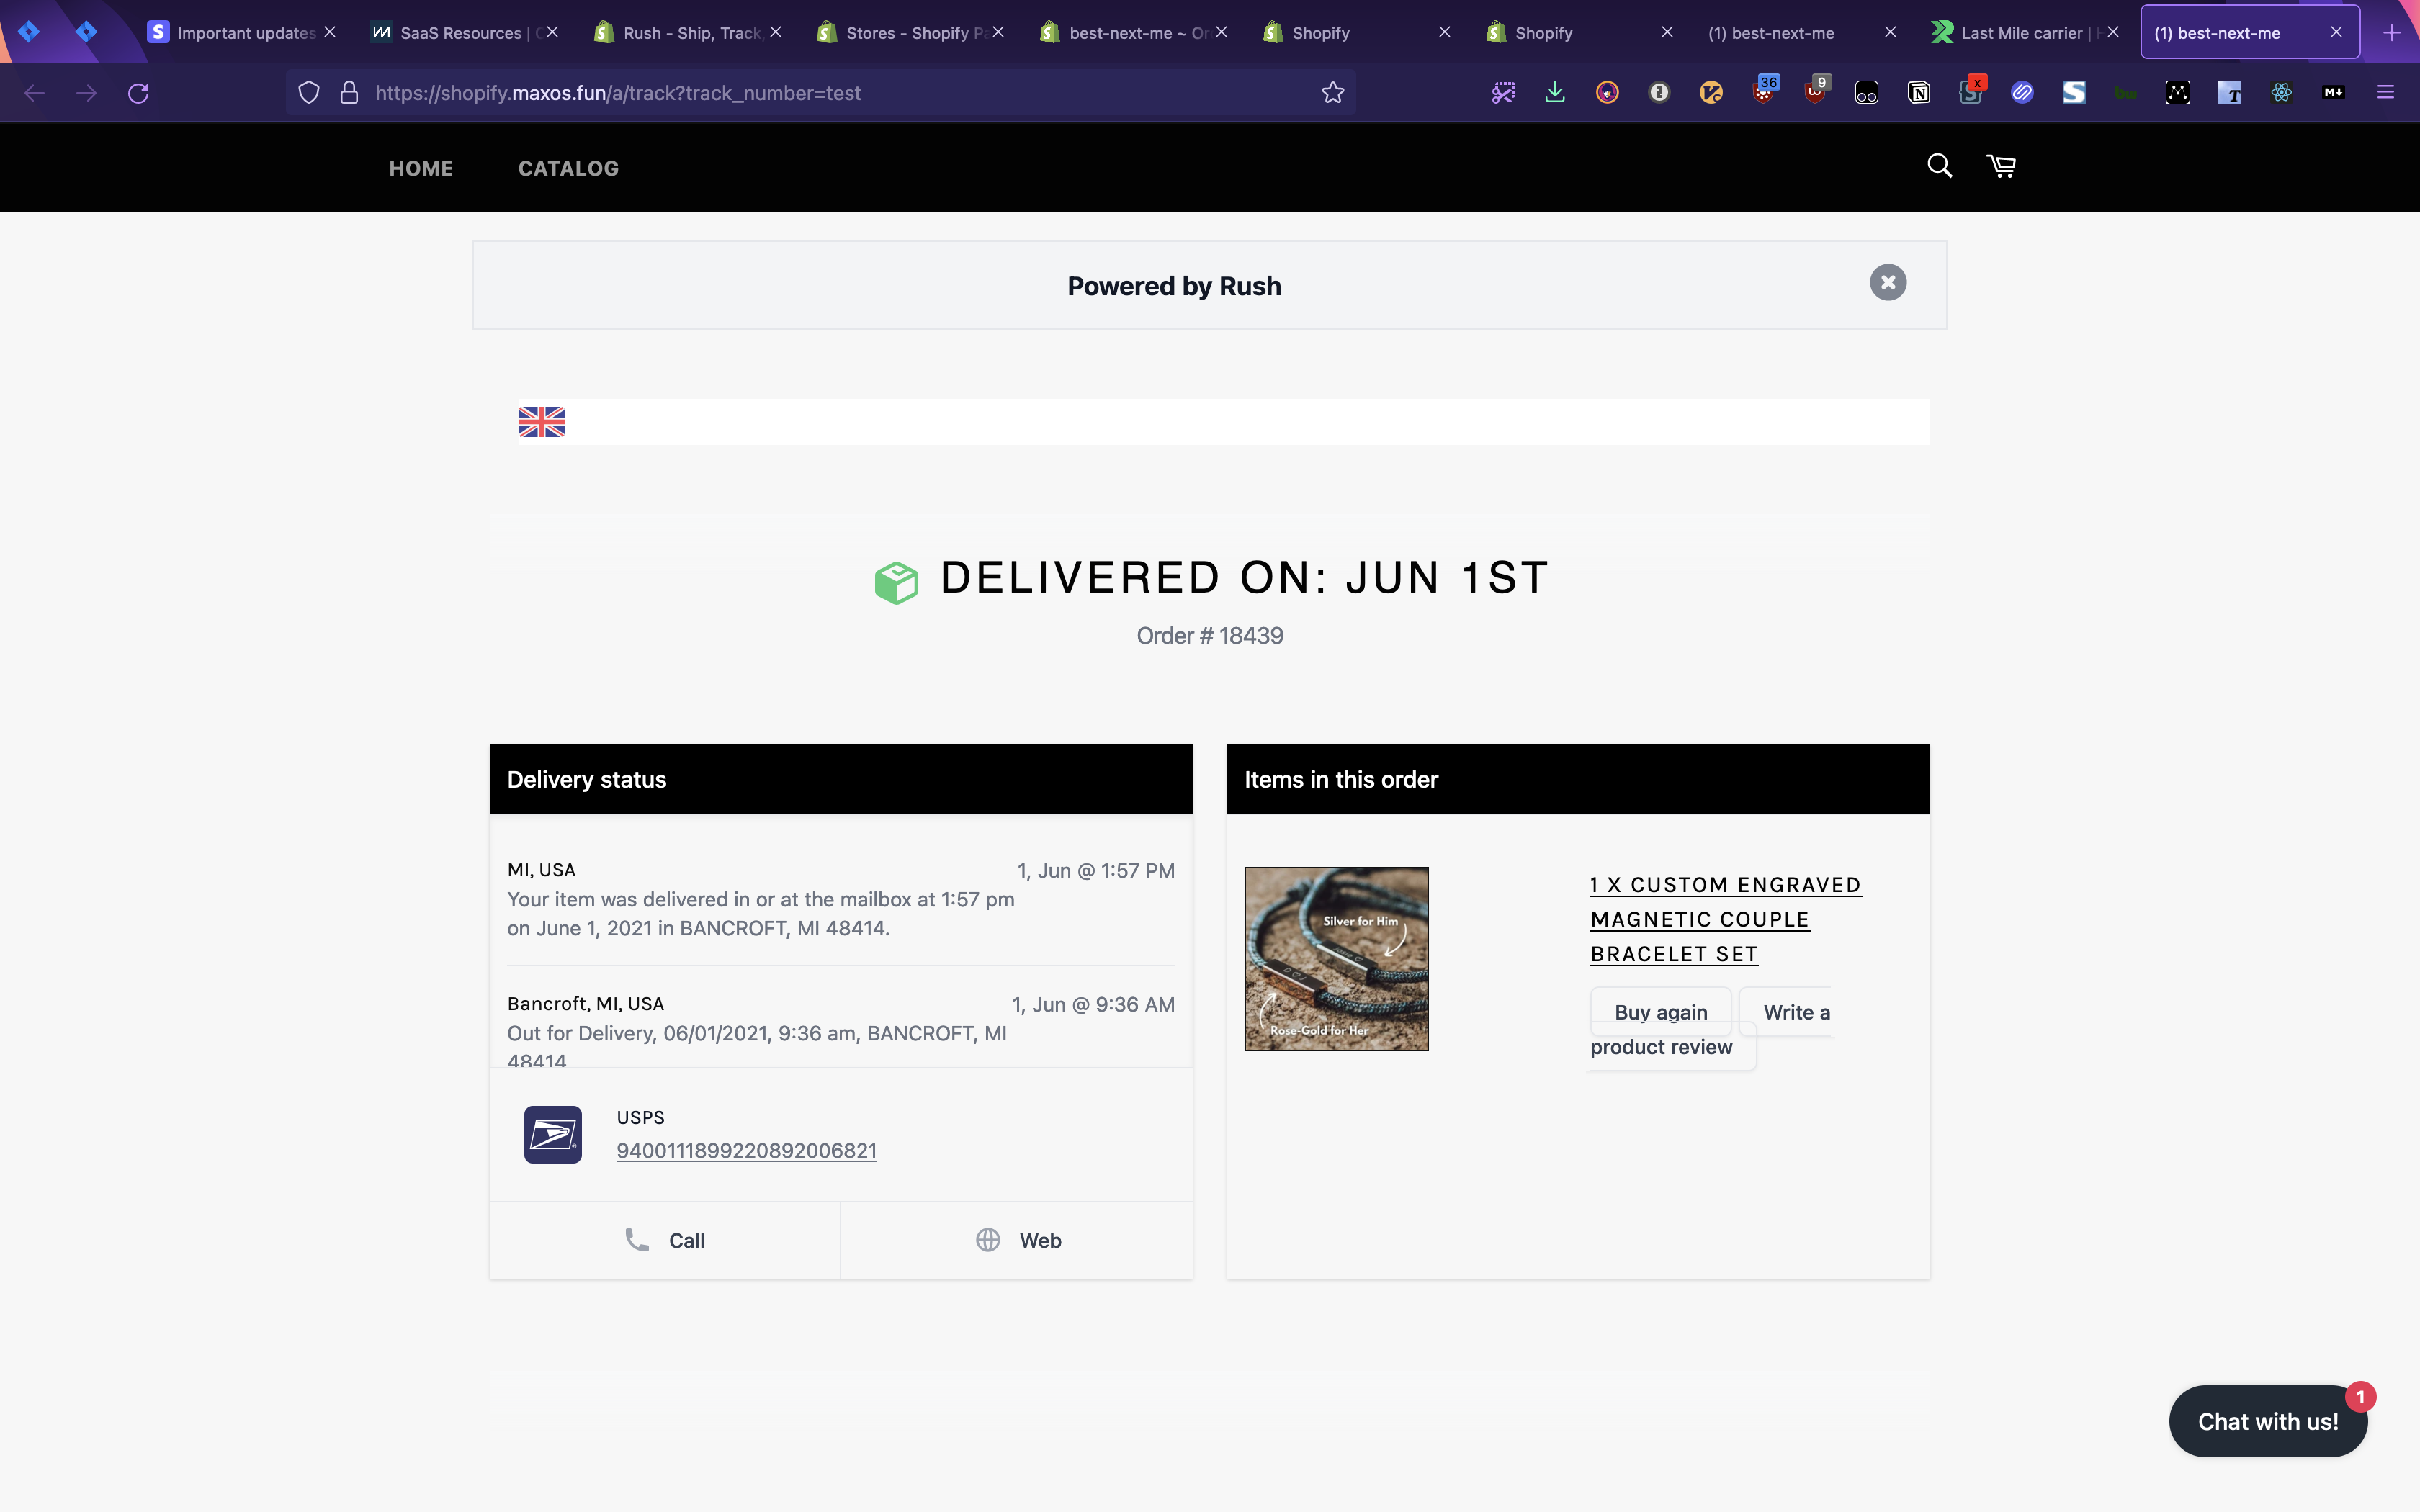 Important updates
SaaS Resources |
Rush - Ship, Track,
Stores - Shopify Pa
best-next-me ~ Or
Shopify
Shopify
(1) best-next-me
Last Mile carrier |
(1) best-next-me
https://shopify.maxos.fun/a/track?track_number=test
36
9
x
HOME
CATALOG
Powered by Rush
DELIVERED ON: JUN 1ST
Order # 18439
Delivery status
MI, USA
1, Jun @ 1:57 PM
Your item was delivered in or at the mailbox at 1:57 pm
on June 1, 2021 in BANCROFT, MI 48414.
Bancroft, MI, USA
1, Jun @ 9:36 AM
Out for Delivery, 06/01/2021, 9:36 am, BANCROFT, MI
48414
USPS
9400111899220892006821
Call
Web
Items in this order
Silver for Him
Rose-Gold for Her
1 X CUSTOM ENGRAVED
MAGNETIC COUPLE
BRACELET SET
Buy again
Write a
product review
1
Chat with us!